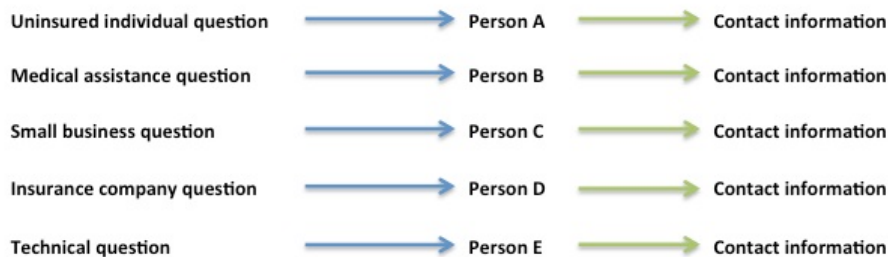 Uninsured individual question Person A Contact information
Medical assistance question Person B Contact information
Small business question Person C Contact information
Insurance company question Person D Contact information
Technical question Person E Contact information